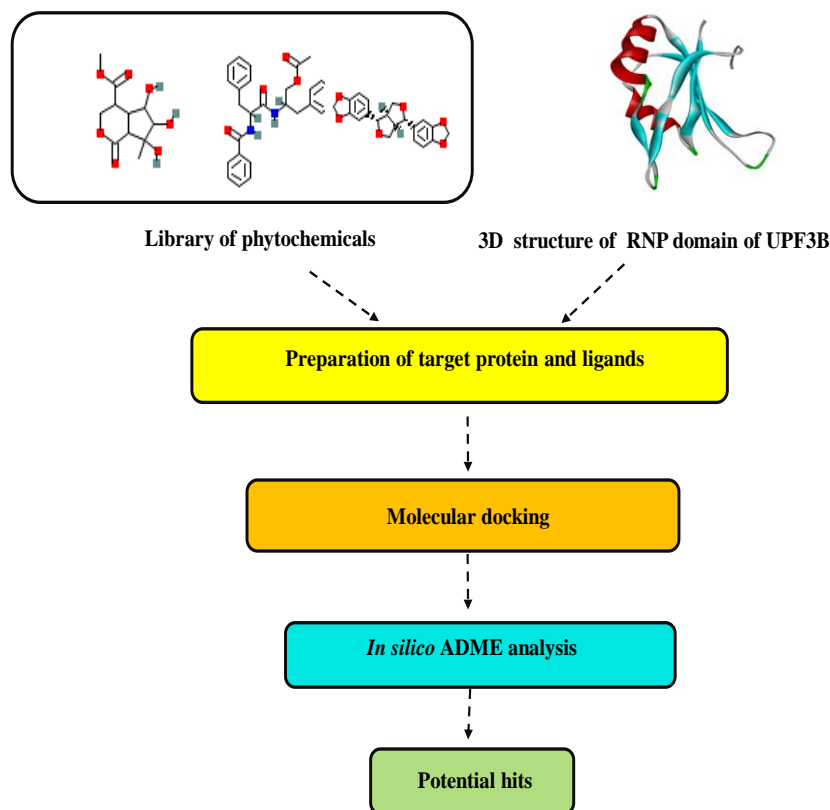 Library of phytochemicals
3D structure of RNP domain of UPF3B
Preparation of target protein and ligands
Molecular docking
In silico ADME analysis
Potential hits